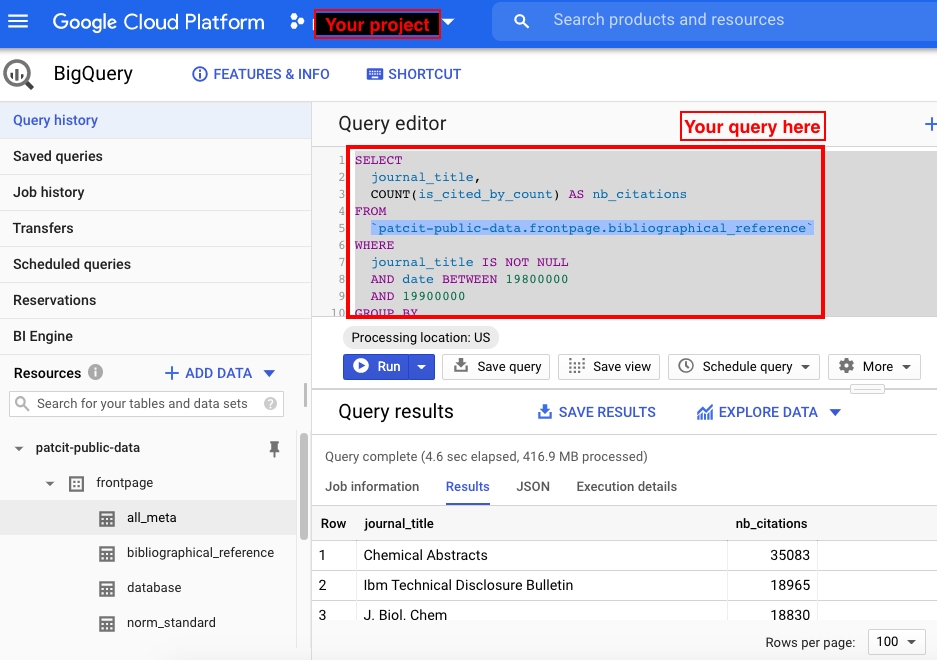 Google Cloud Platform
Your project
Search products and resources
BigQuery
FEATURES & INFO
SHORTCUT
Query history
Saved queries
Job history
Transfers
Scheduled queries
Reservations
BI Engine
Resources
ADD DATA
Search for your tables and data sets
patcit-public-data
frontpage
all_meta
bibliographical_reference
database
norm_standard
Query editor
Your query here
1 SELECT
2 journal_title,
3 COUNT(is_cited_by_count) AS nb_citations
4 FROM
5 `patcit-public-data.frontpage.bibliographical_reference`
6 WHERE
7 journal_title IS NOT NULL
8 AND date BETWEEN 19800000
9 AND 19900000
10 GROUP BY
Processing location: US
Run
Save query
Save view
Schedule query
More
Query results
SAVE RESULTS
EXPLORE DATA
Query complete (4.6 sec elapsed, 416.9 MB processed)
Job information Results JSON Execution details
Row journal_title nb_citations
1 Chemical Abstracts 35083
2 Ibm Technical Disclosure Bulletin 18965
3 J. Biol. Chem 18830
Rows per page: 100